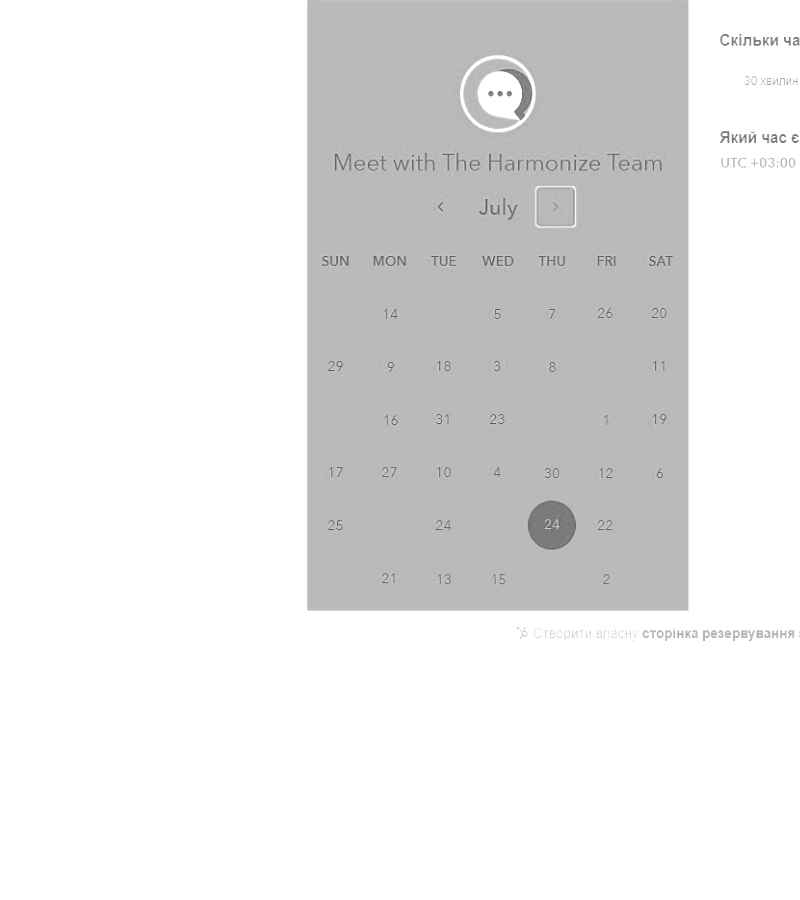 Meet with The Harmonize Team
July
SUN MON TUE WED THU FRI SAT
14 5 7 26 20
29 9 18 3 8 11
16 31 23 1 19
17 27 10 4 30 12 6
25 24 24 22
21 13 15 2
Скільки ча
30 хвилин
Який час є
UTC +03:00
Створити власну сторінка резервування